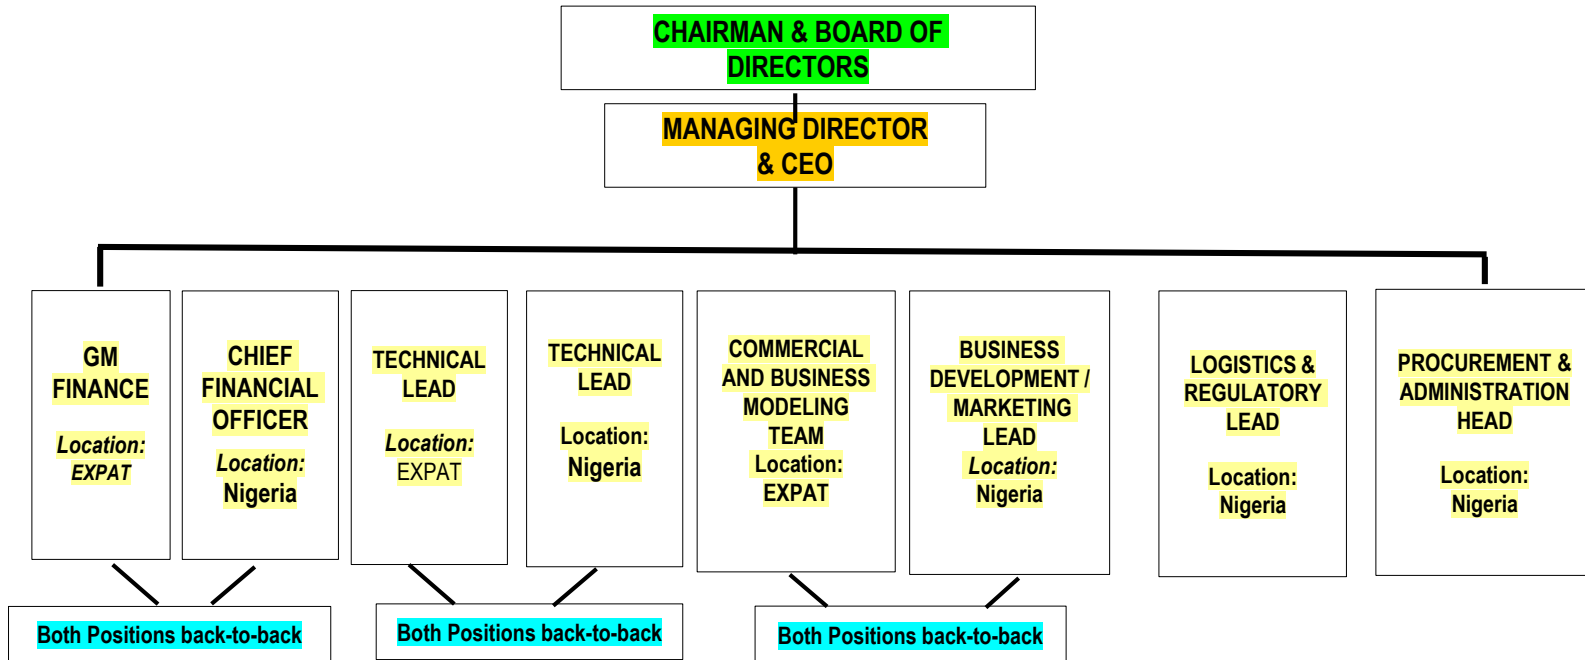 CHAIRMAN & BOARD OF
DIRECTORS
MANAGING DIRECTOR
& CEO
GM
FINANCE
Location:
EXPAT
CHIEF
FINANCIAL
OFFICER
Location:
Nigeria
TECHNICAL
LEAD
Location:
EXPAT
TECHNICAL
LEAD
Location:
Nigeria
COMMERCIAL
AND BUSINESS
MODELING
TEAM
Location:
EXPAT
BUSINESS
DEVELOPMENT /
MARKETING
LEAD
Location:
Nigeria
LOGISTICS &
REGULATORY
LEAD
Location:
Nigeria
PROCUREMENT &
ADMINISTRATION
HEAD
Location:
Nigeria
Both Positions back-to-back
Both Positions back-to-back
Both Positions back-to-back